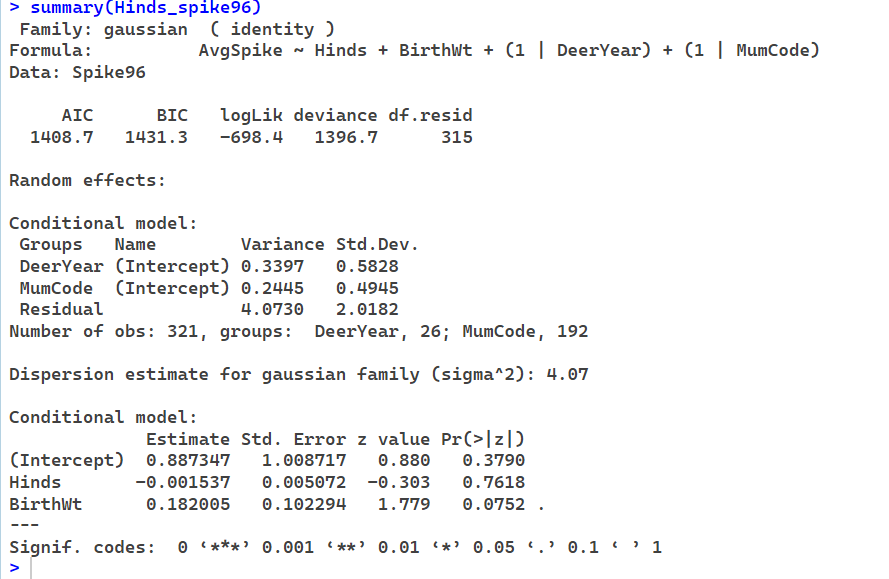 > summary(Hinds_spike96)
 Family: gaussian  ( identity )
Formula:          AvgSpike ~ Hinds + BirthWt + (1 | DeerYear) + (1 | MumCode)
Data: Spike96

     AIC      BIC   logLik deviance df.resid
  1408.7   1431.3   -698.4   1396.7      315

Random effects:

Conditional model:
 Groups   Name        Variance Std.Dev.
 DeerYear (Intercept) 0.3397   0.5828
 MumCode  (Intercept) 0.2445   0.4945
 Residual             4.0730   2.0182
Number of obs: 321, groups:  DeerYear, 26; MumCode, 192

Dispersion estimate for gaussian family (sigma^2): 4.07

Conditional model:
             Estimate Std. Error z value Pr(>|z|)
(Intercept)  0.887347   1.008717   0.880   0.3790
Hinds       -0.001537   0.005072  -0.303   0.7618
BirthWt      0.182005   0.102294   1.779   0.0752 .
---
Signif. codes:  0 ‘***’ 0.001 ‘**’ 0.01 ‘*’ 0.05 ‘.’ 0.1 ‘ ’ 1
>